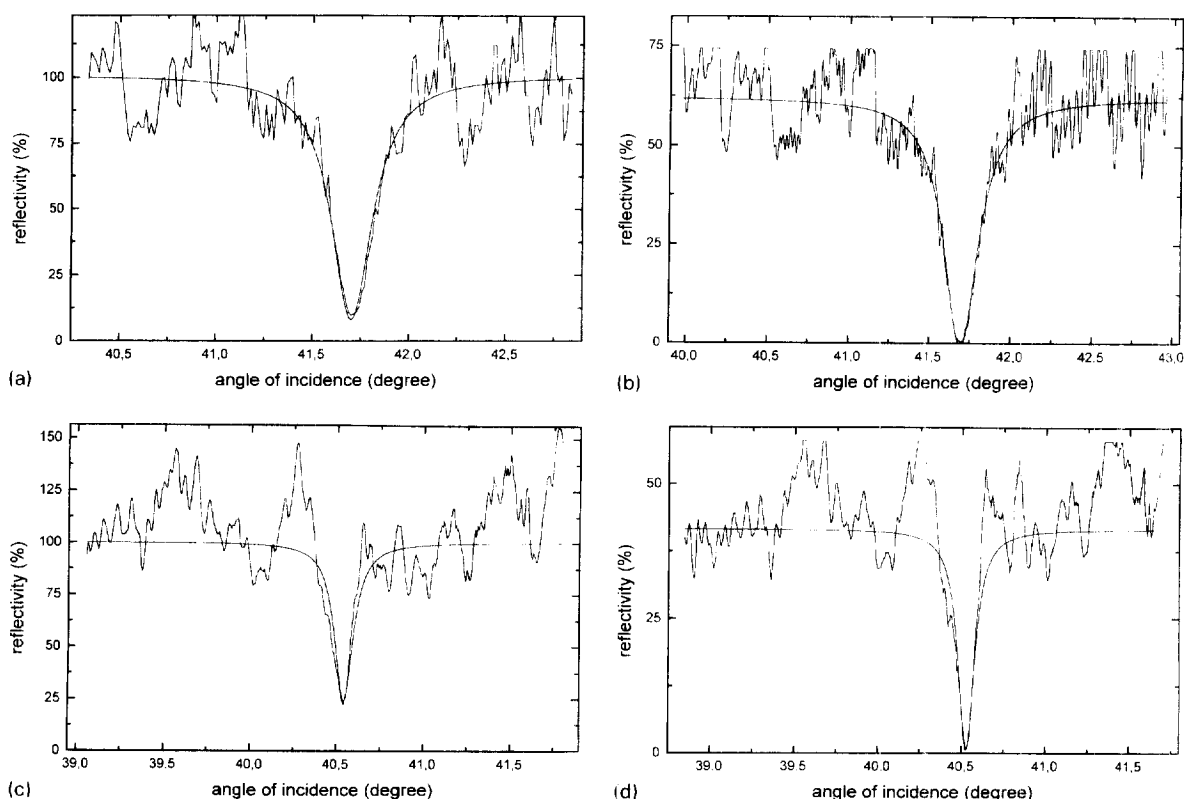 100
75
50
25
0
reflectivity (%)
40,5 41,0 41,5 42,0 42,5
angle of incidence (degree)
(a)
75
50
25
0
reflectivity (%)
40,0 40,5 41,0 41.5 42.0 42,5 43,0
angle of incidence (degree)
(b)
150
125
100
75
50
25
0
reflectivity (%)
39,0 39.5 40,0 40,5 41,0 41,5
angle of incidence (degree)
(c)
50
25
0
reflectivity (%)
39.0 39.5 40.0 40,5 41.0 41.5
angle of incidence (degree)
(d)